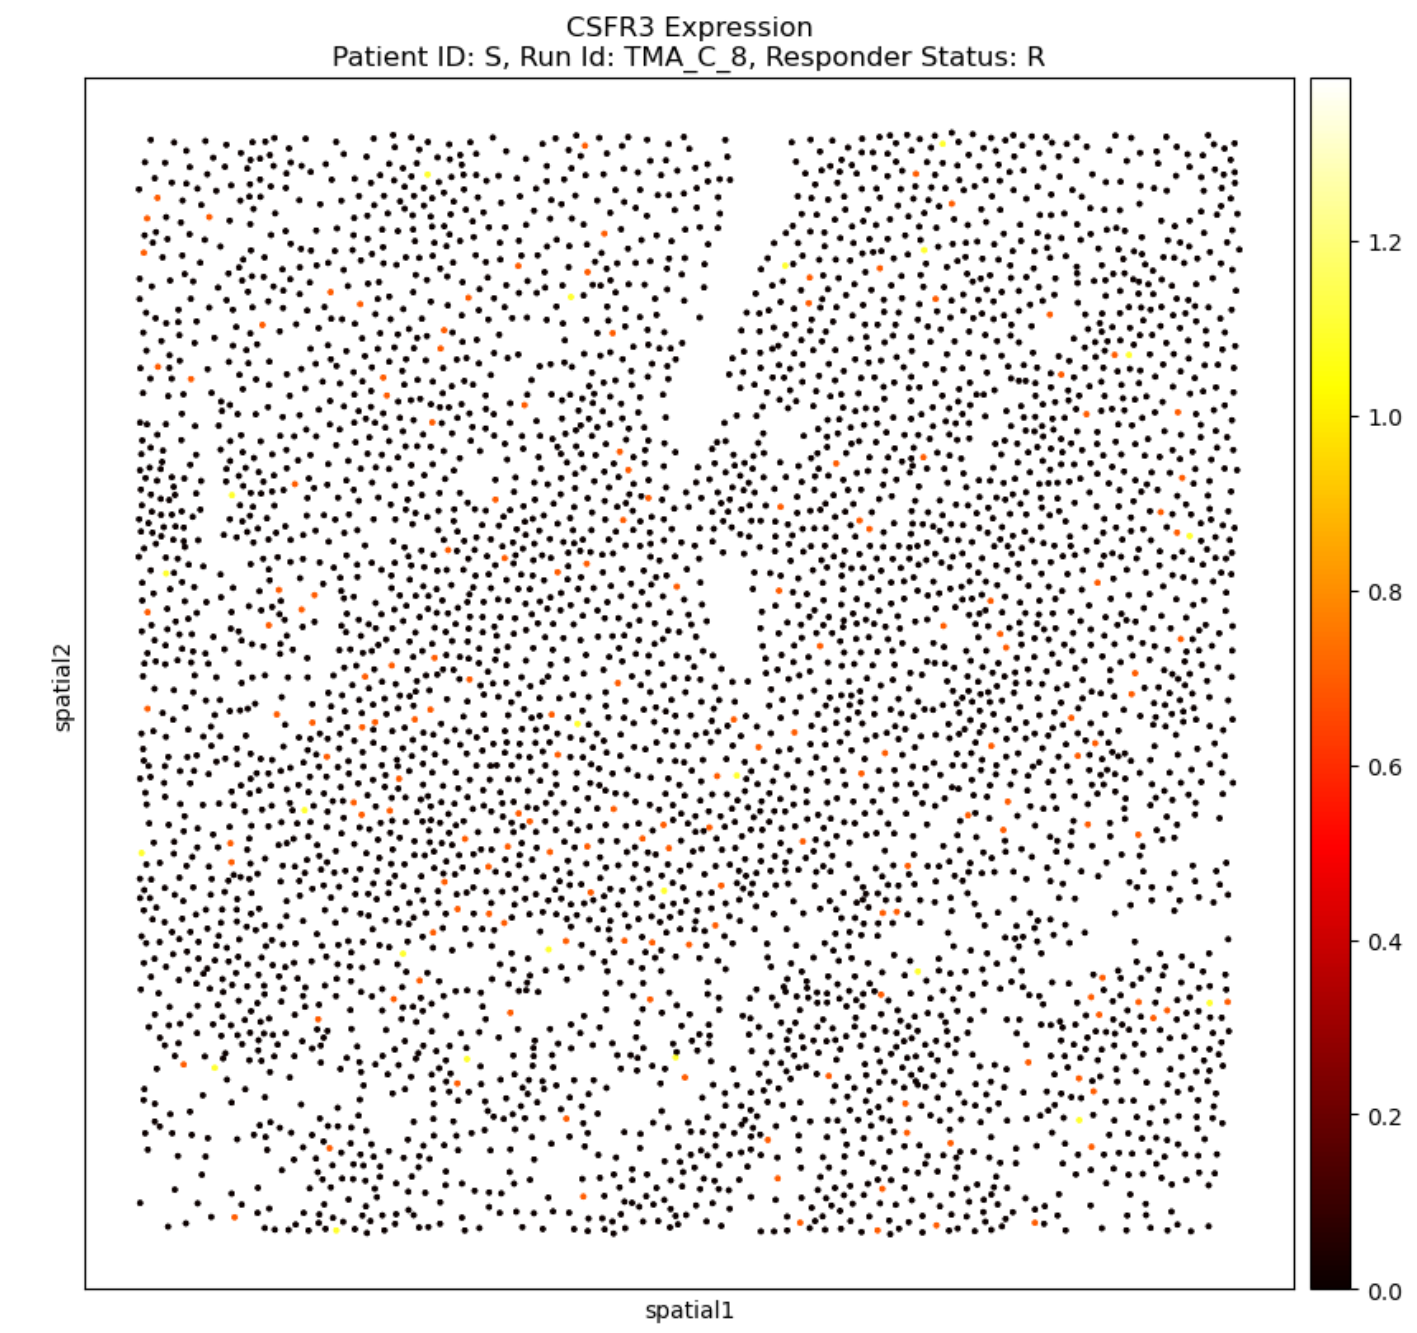 CSFR3 Expression
Patient ID: S, Run Id: TMA_C_8, Responder Status: R
spatial2
spatial1
1.2
1.0
0.8
0.6
0.4
0.2
0.0